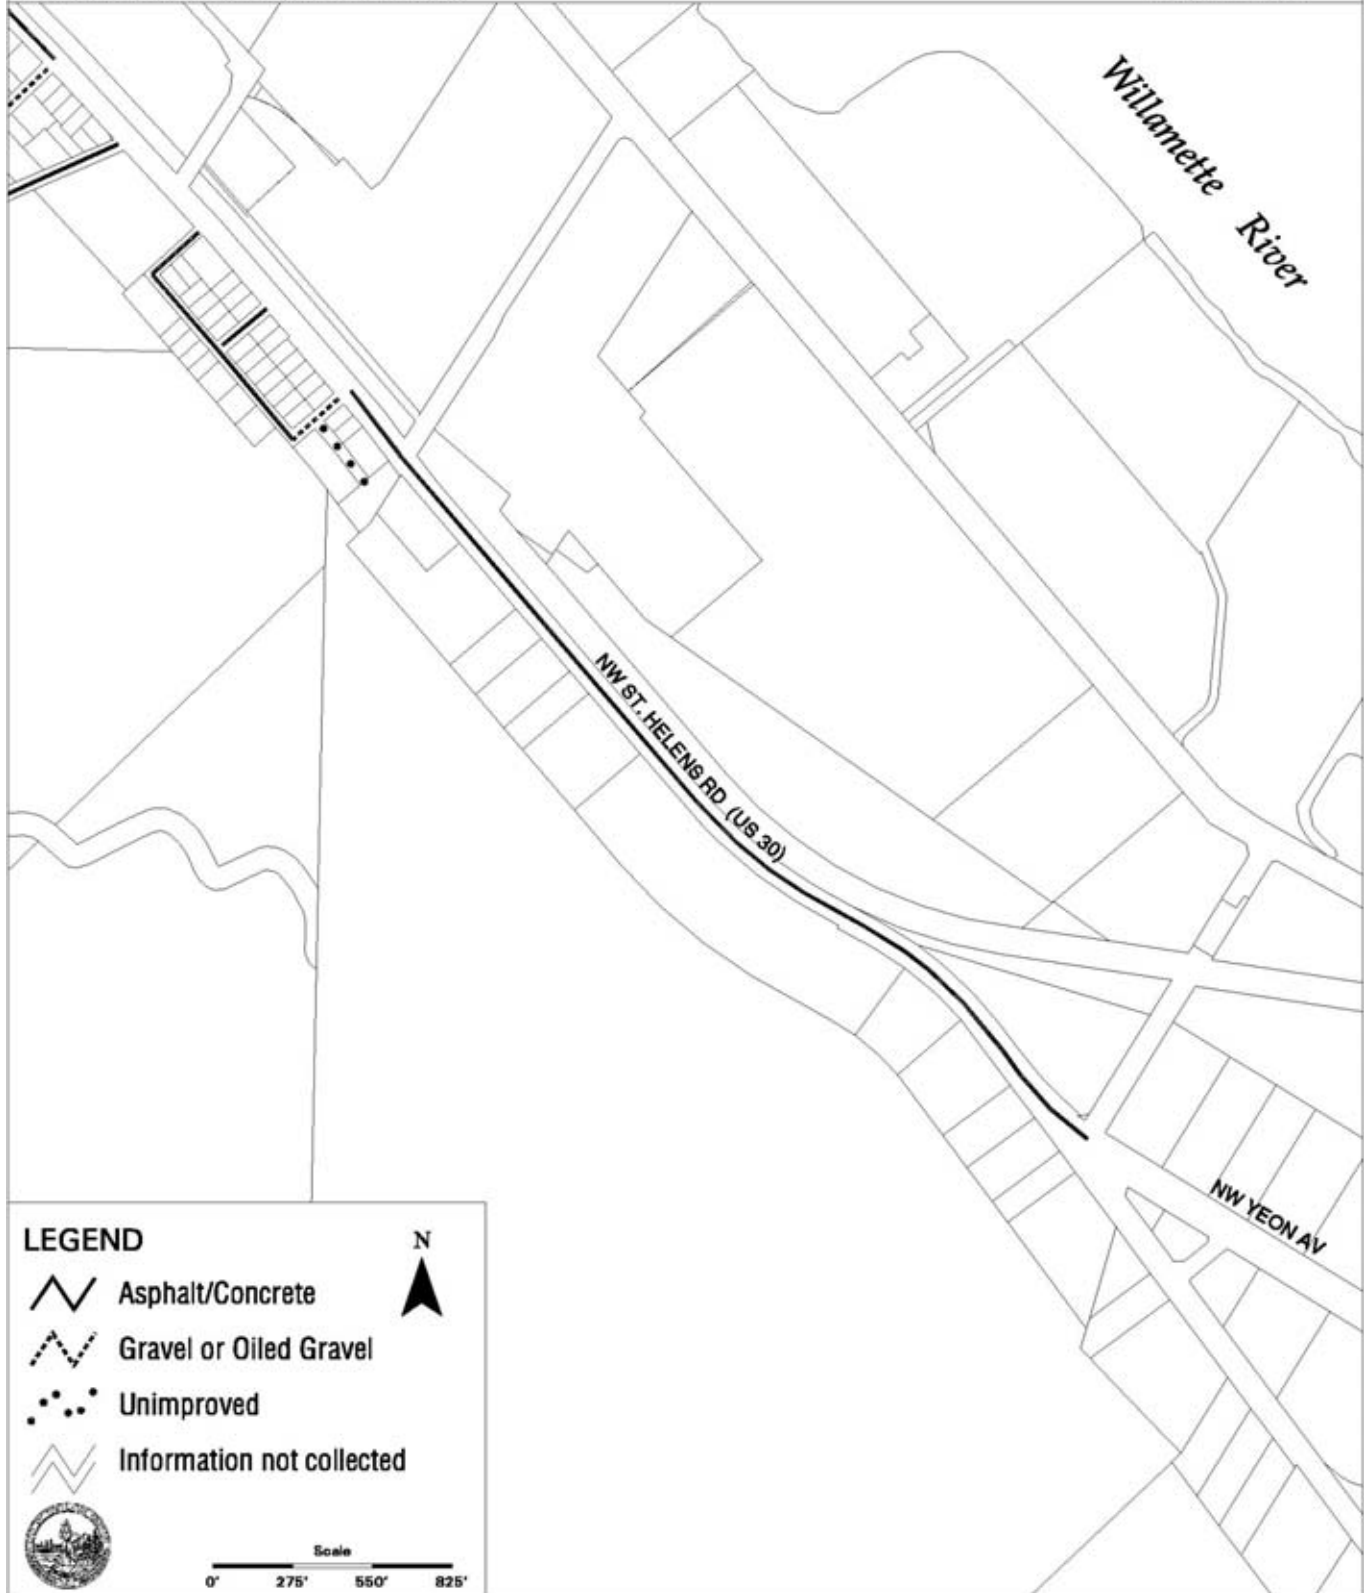 Willamette River
NW ST. HELENS RD (US 30)
NW YEON AV
LEGEND
N
Asphalt/Concrete
Gravel or Oiled Gravel
Unimproved
Information not collected
Scale
0' 275' 550' 825'